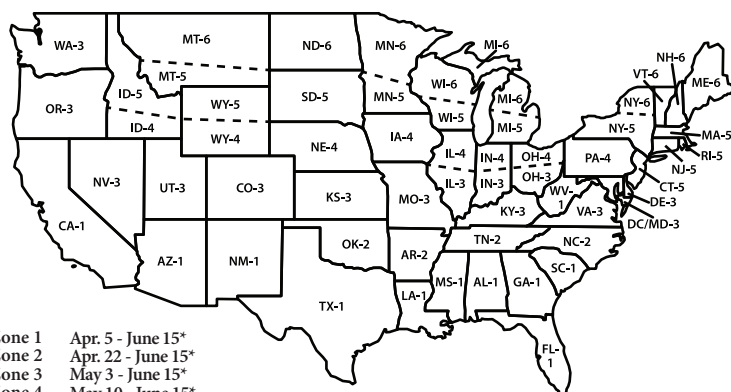 WA-3
MT-6
ND-6
MN-6
MI-6
NH-6
VT-6
ME-6
MT-5
WI-6
OR-3
ID-5
WY-5
SD-5
MN-5
WI-5
MI-6
NY-6
MI-5
NY-5
MA-5
ID-4
WY-4
IA-4
RI-5
NE-4
IL-4
IN-4
OH-4
PA-4
NJ-5
NV-3
UT-3
CO-3
IL-3
IN-3
OH-3
CT-5
KS-3
MO-3
WV-
1
DE-3
CA-1
KY-3
VA-3
DC/MD-3
OK-2
TN-2
NC-2
AZ-1
NM-1
AR-2
SC-1
MS-1
AL-1
GA-1
TX-1
LA-1
FL-
1
one 1 Apr. 5 - June 15*
one 2 Apr. 22 - June 15*
one 3 May 3 - June 15*